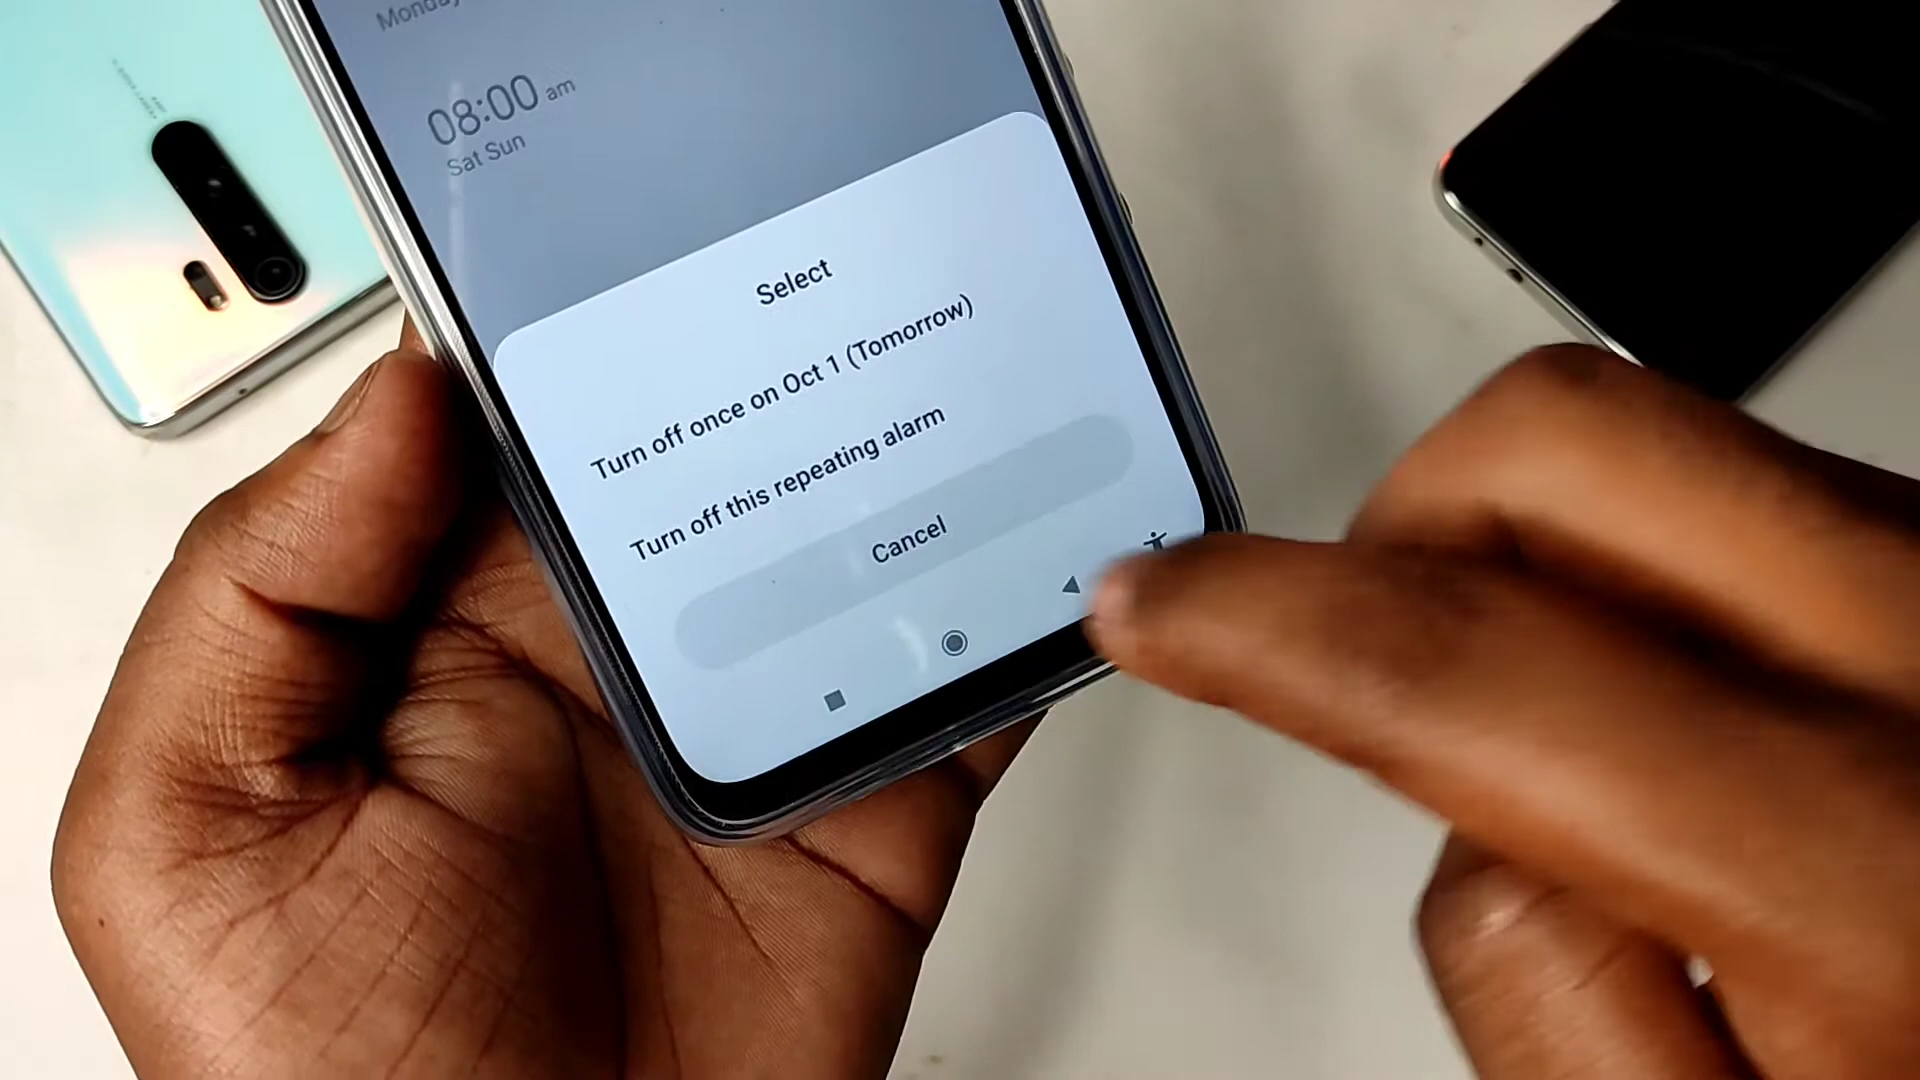 Monday
08:00 am
Sat Sun
Select
Turn off once on Oct 1 (Tomorrow)
Turn off this repeating alarm
Cancel